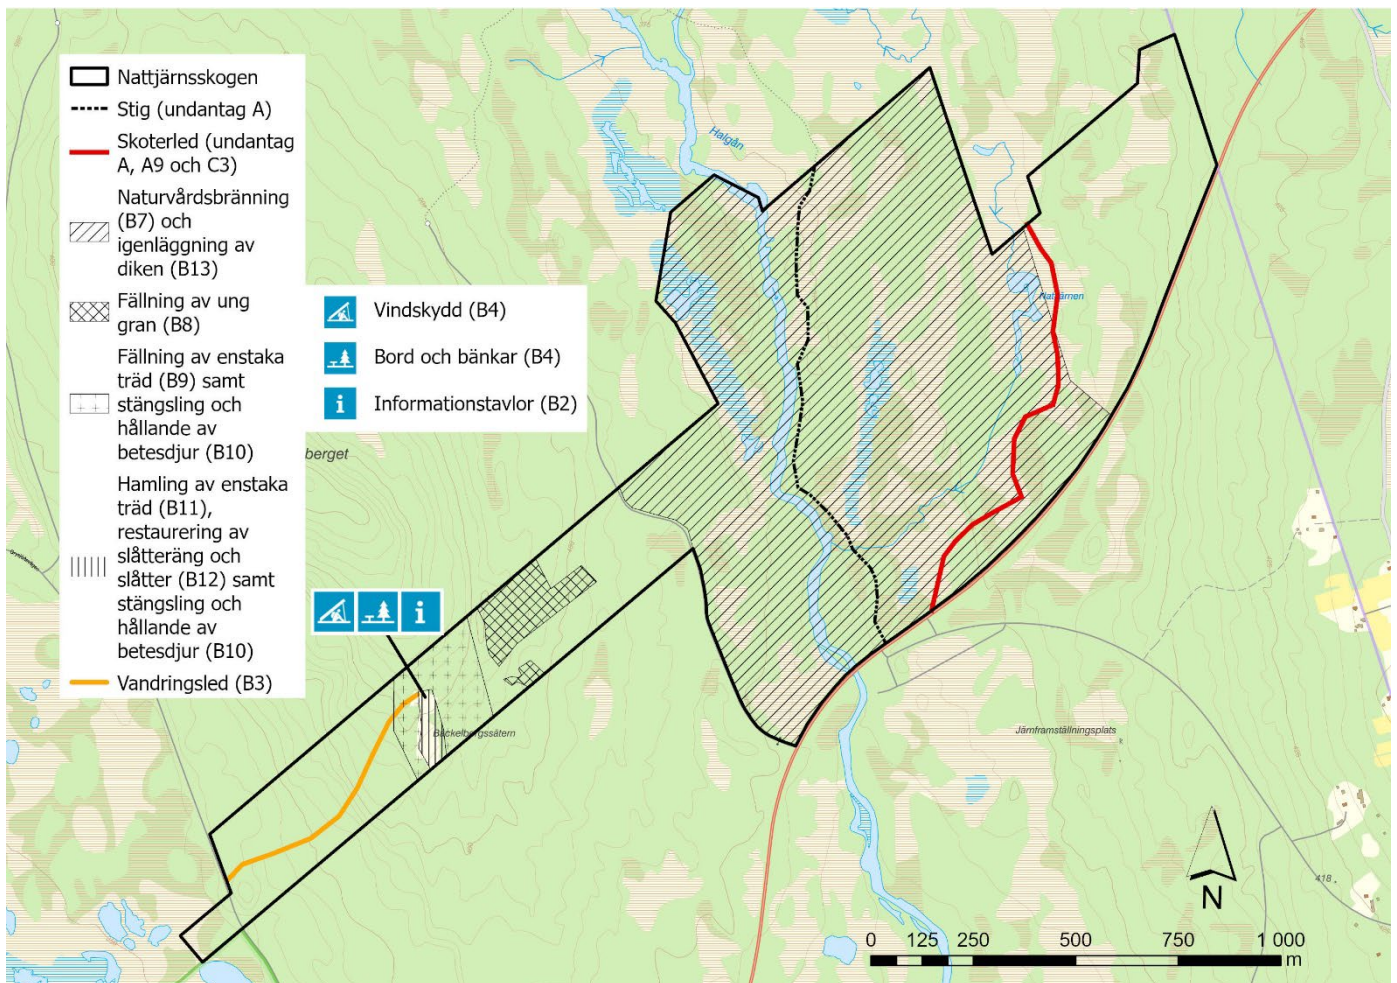 Nattjärnsskogen
Stig (undantag A)
Skoterled (undantag
A, A9 och C3)
Naturvårdsbränning
(B7) och
igenläggning av
diken (B13)
Fällning av ung
gran (B8)
Fällning av enstaka
träd (B9) samt
stängsling och
hållande av
betesdjur (B10)
Hamling av enstaka
träd (B11),
restaurering av
slåtteräng och
slåtter (B12) samt
stängsling och
hållande av
betesdjur (B10)
Vandringsled (B3)
Vindskydd (B4)
Bord och bänkar (B4)
i
Informationstavlor (B2)
Halgån
berget
i
Bäckelbergssätern
Järnframställningsplats
418
N
0 125 250 500 750 1 000
m